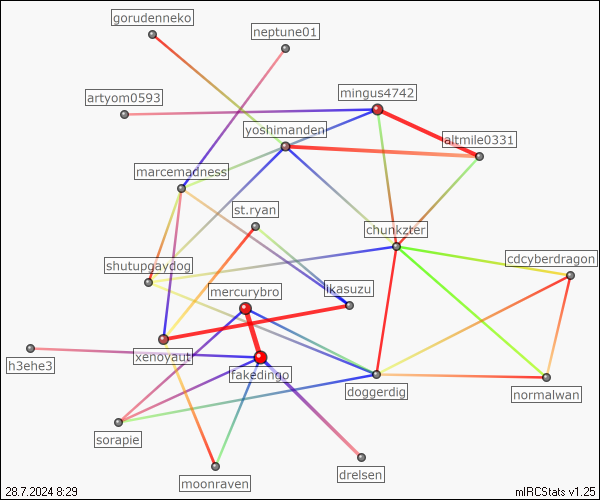 gorudenneko
neptune01
mingus4742
artyom0593
yoshimanden
altmile0331
marcemadness
st.ryan
chunkzter
cdcyberdragon
shutupgaydog
mercurybro
ikasuzu
xenoyaut
h3ehe3
fakedingo
doggerdig
normalwan
sorapie
moonraven
drelsen
28.7.2024 8:29
mIRCStats v1.25